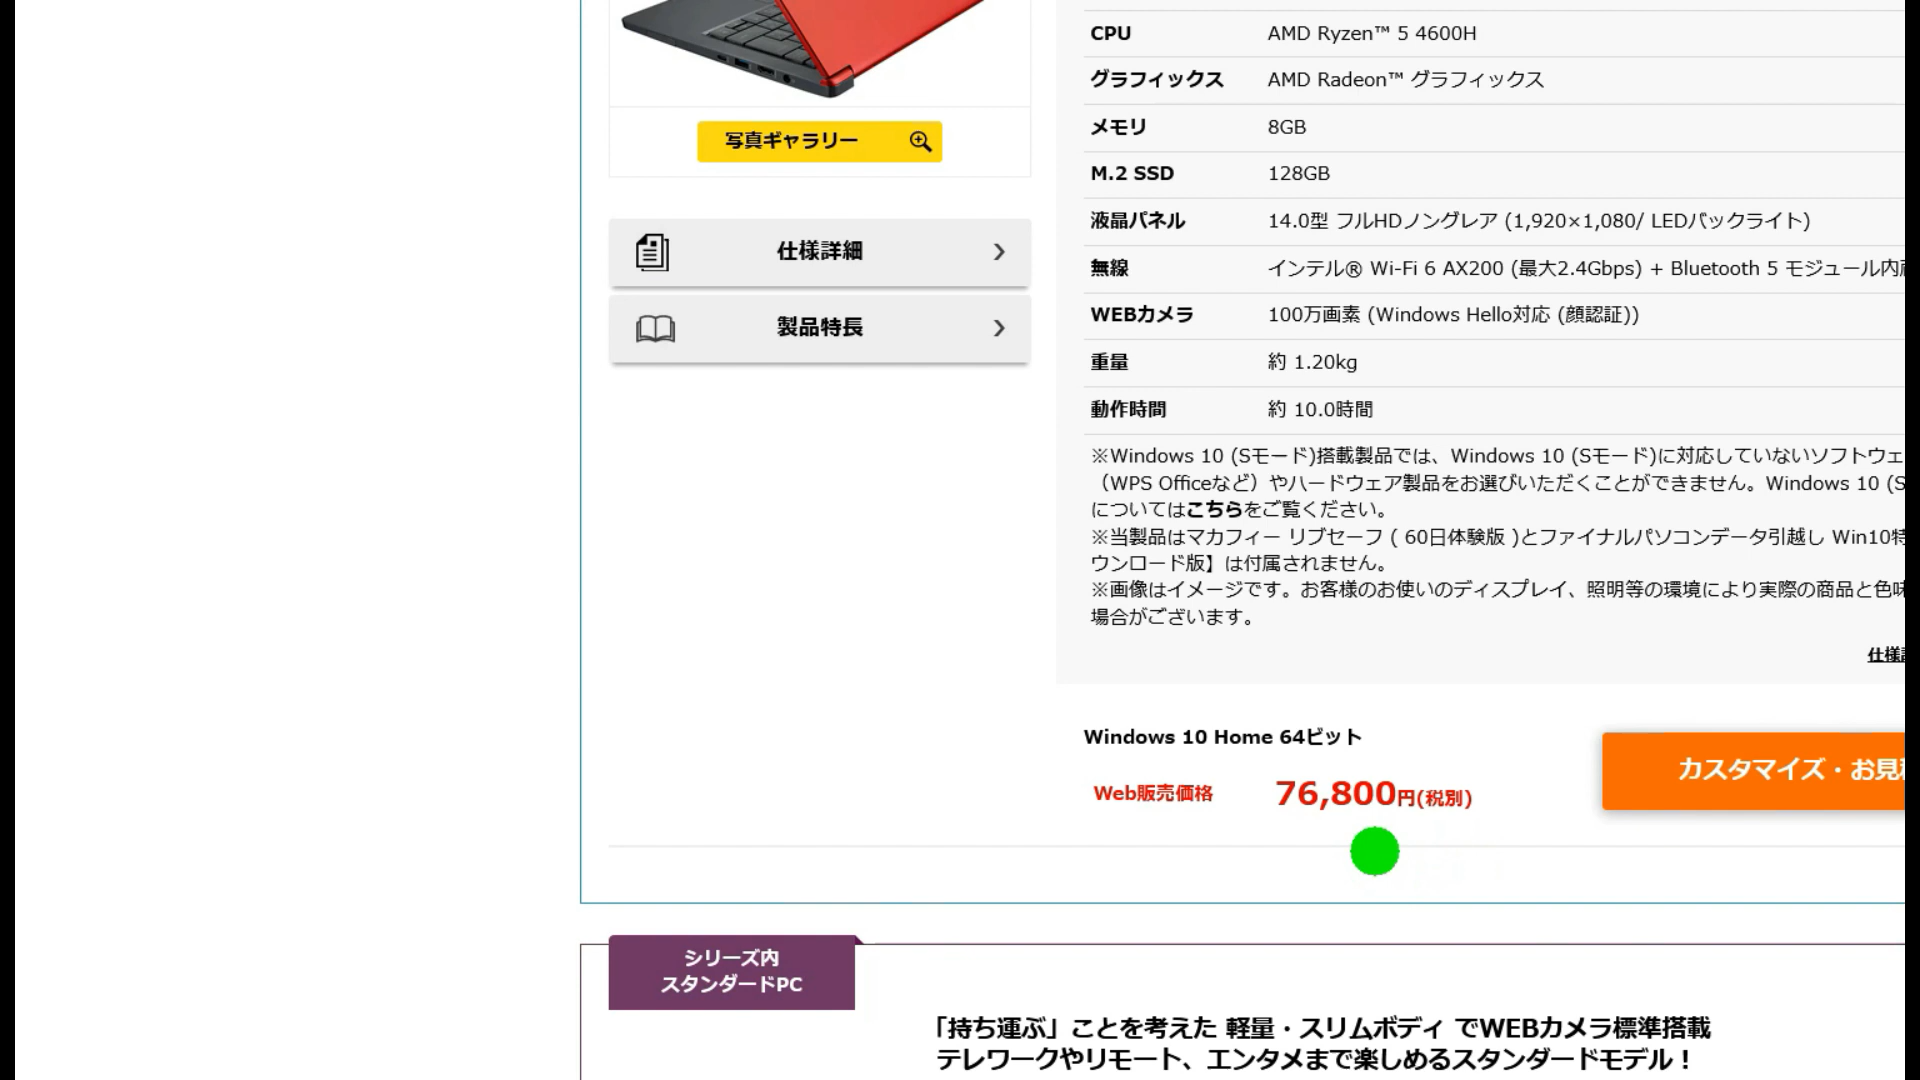 写真ギャラリー
仕様詳細
製品特長
CPU AMD Ryzen™ 5 4600H
グラフィックス AMD Radeon™ グラフィックス
メモリ 8GB
M.2 SSD 128GB
液晶パネル 14.0型 フルHDノングレア (1,920×1,080/ LEDバックライト)
無線 インテル® Wi-Fi 6 AX200 (最大2.4Gbps) + Bluetooth 5 モジュール内
WEBカメラ 100万画素 (Windows Hello対応 (顔認証))
重量 約 1.20kg
動作時間 約 10.0時間
※Windows 10 (Sモード)搭載製品では、Windows 10 (Sモード)に対応していないソフトウェ
（WPS Officeなど）やハードウェア製品をお選びいただくことができません。Windows 10 (S
についてはこちらをご覧ください。
※当製品はマカフィー リブセーフ ( 60日体験版 )とファイナルパソコンデータ引越し Win10特
ウンロード版】は付属されません。
※画像はイメージです。お客様のお使いのディスプレイ、照明等の環境により実際の商品と色味
場合がございます。
仕様
Windows 10 Home 64ビット
Web販売価格 76,800円(税別)
カスタマイズ・お見
シリーズ内
スタンダードPC
「持ち運ぶ」ことを考えた 軽量・スリムボディ でWEBカメラ標準搭載
テレワークやリモート、エンタメまで楽しめるスタンダードモデル！